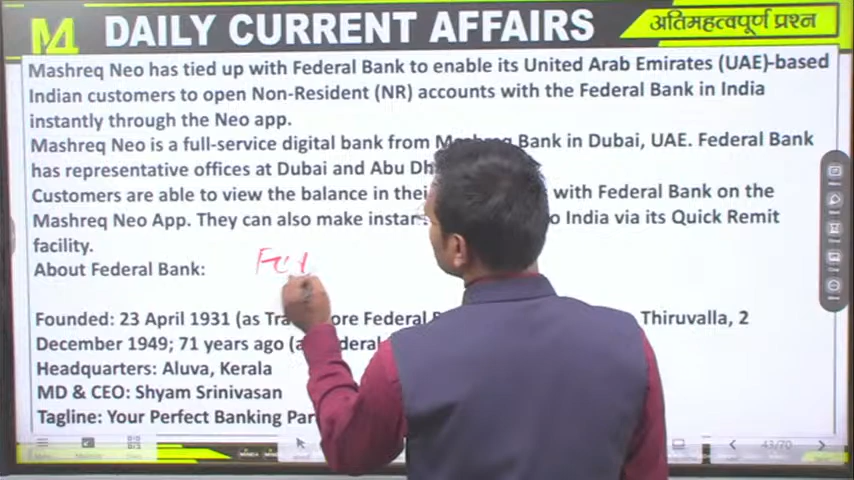 DAILY CURRENT AFFAIRS
अतिमहत्वपूर्ण प्रश्न
Mashreq Neo has tied up with Federal Bank to enable its United Arab Emirates (UAE)-based
Indian customers to open Non-Resident (NR) accounts with the Federal Bank in India
instantly through the Neo app.
Mashreq Neo is a full-service digital bank from Mashreq Bank in Dubai, UAE. Federal Bank
has representative offices at Dubai and Abu
Customers are able to view the balance in with Federal Bank on the
Mashreq Neo App. They can also make to India via its Quick Remit
facility.
About Federal Bank:
Founded: 23 April 1931 (as Federal Thiruvalla, 2
December 1949; 71 years ago
Headquarters: Aluva, Kerala
MD & CEO: Shyam Srinivasan
Tagline: Your Perfect Banking
43/70